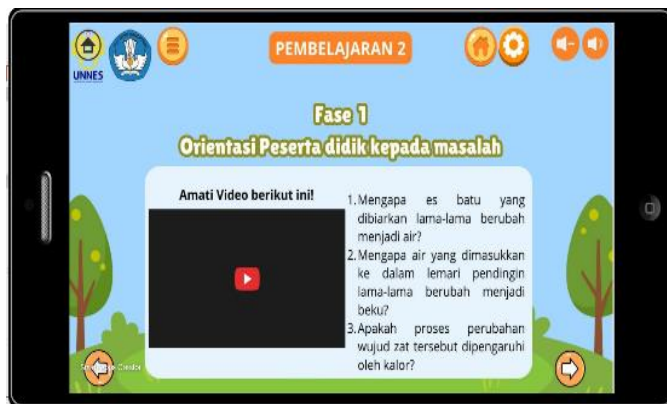 UNNES
PEMBELAJARAN 2
Fase 1
Orientasi Peserta didik kepada masalah
Amati Video berikut ini!
1. Mengapa es batu yang
dibiarkan lama-lama berubah
menjadi air?
2. Mengapa air yang dimasukkan
ke dalam lemari pendingin
lama-lama berubah menjadi
beku?
3. Apakah proses perubahan
wujud zat tersebut dipengaruhi
oleh kalor?